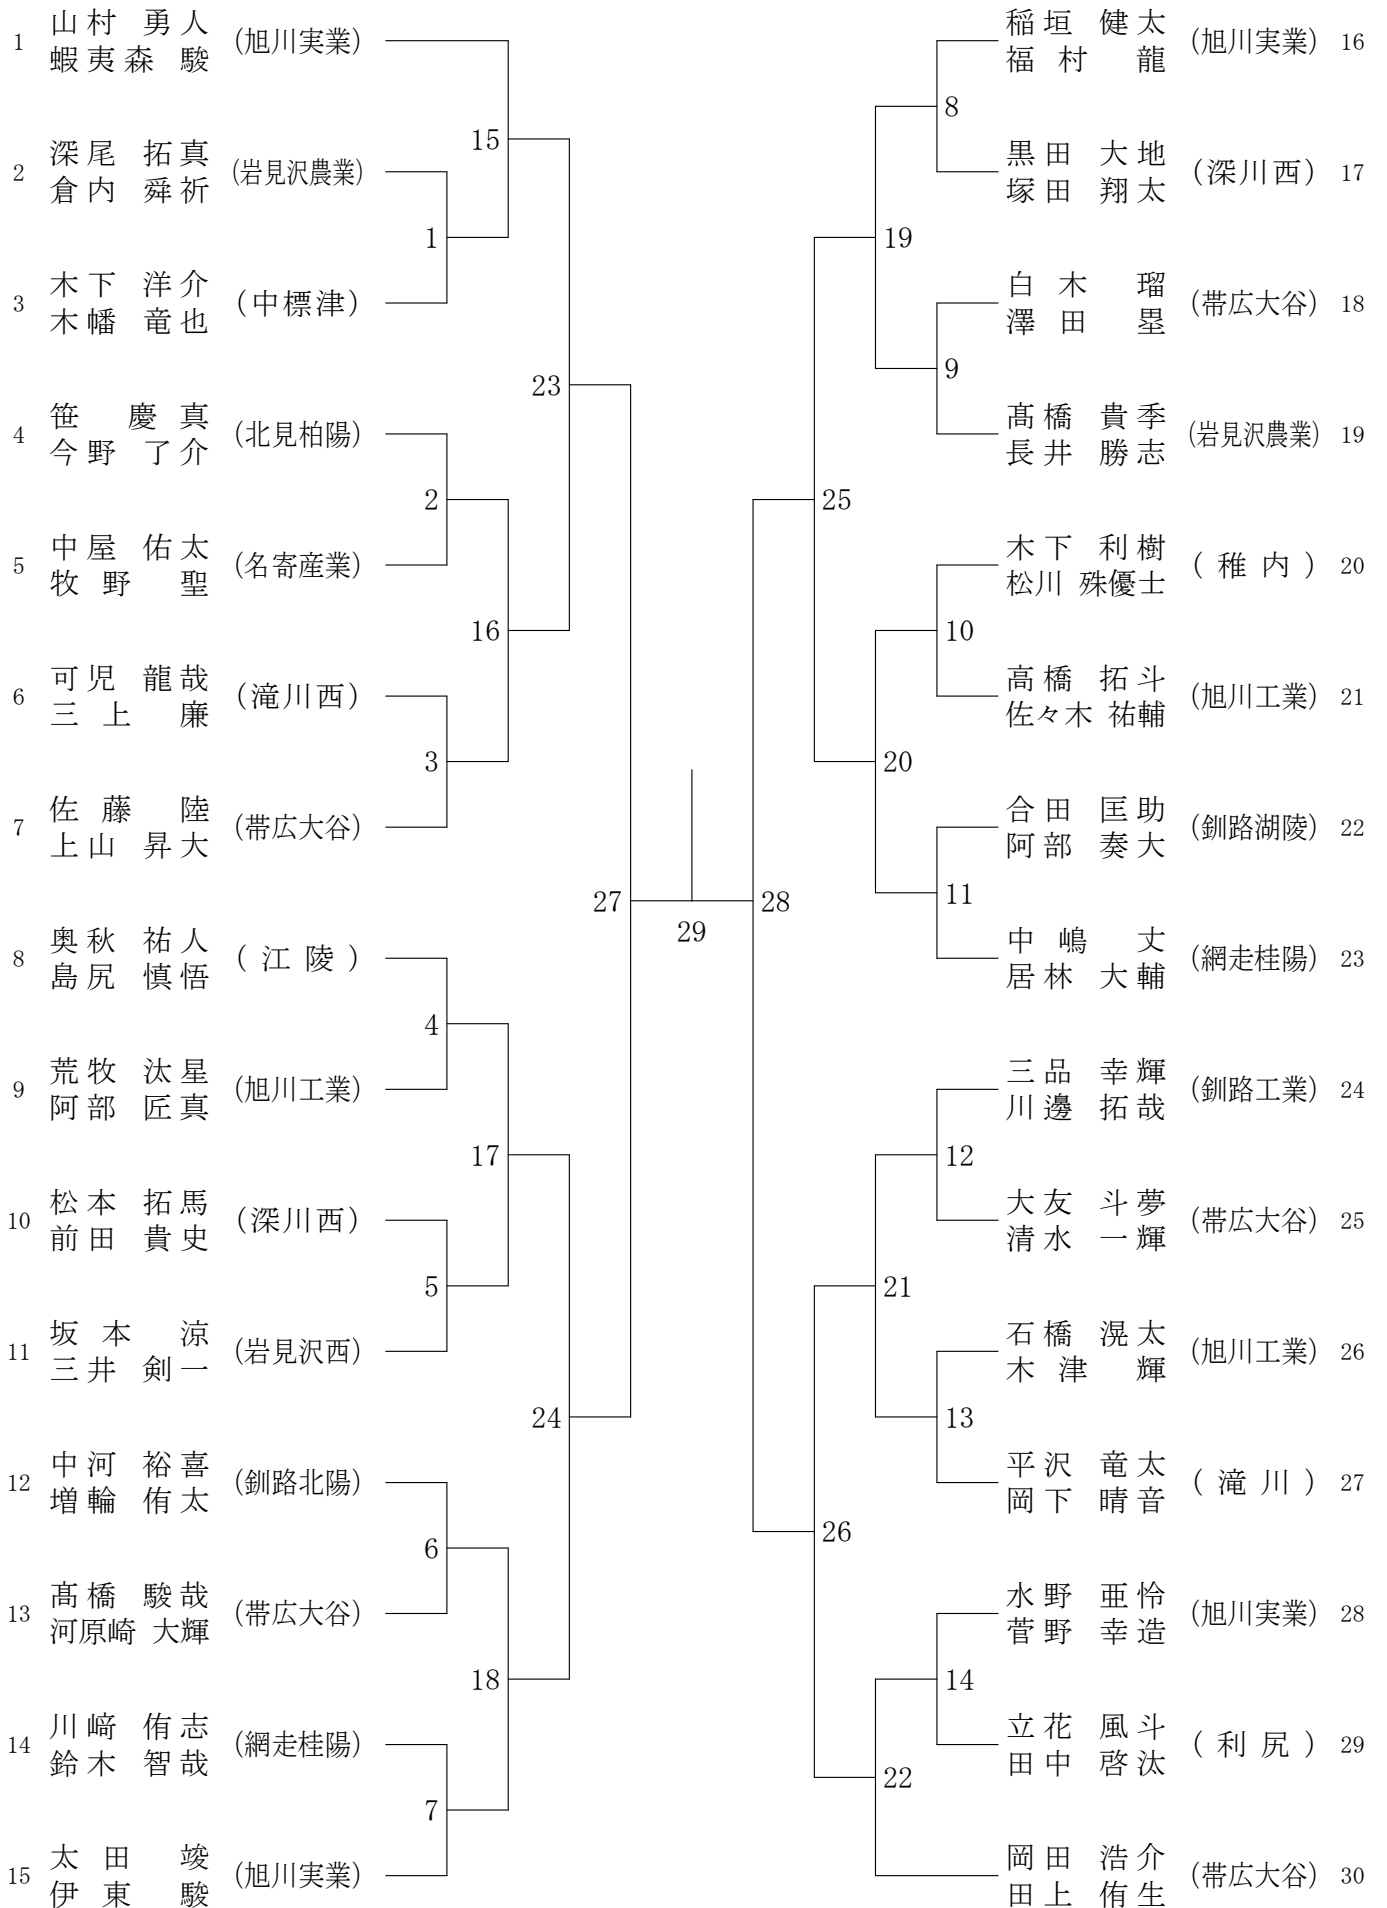 1 山村 勇人 (旭川実業)
蝦夷森 駿
2 深尾 拓真 (岩見沢農業)
倉内 舜祈
3 木下 洋介 (中標津)
木幡 竜也
4 笹 慶真 (北見柏陽)
今野 了介
5 中屋 佑太 (名寄産業)
牧野 聖
6 可児 龍哉 (滝川西)
三上 廉
7 佐藤 陸 (帯広大谷)
上山 昇大
8 奥秋 祐人 (江陵)
島尻 慎悟
9 荒牧 汰星 (旭川工業)
阿部 匠真
10 松本 拓馬 (深川西)
前田 貴史
11 坂本 涼 (岩見沢西)
三井 剣一
12 中河 裕喜 (釧路北陽)
増輪 侑太
13 髙橋 駿哉 (帯広大谷)
河原崎 大輝
14 川﨑 侑志 (網走桂陽)
鈴木 智哉
15 太田 竣 (旭川実業)
伊東 駿
1
2
3
4
5
6
7
15
16
17
18
23
24
27
29
28
25
26
19
20
21
22
8
9
10
11
12
13
14
稲垣 健太 (旭川実業) 16
福村 龍
黒田 大地 (深川西) 17
塚田 翔太
白木 瑠 (帯広大谷) 18
澤田 塁
髙橋 貴季 (岩見沢農業) 19
長井 勝志
木下 利樹 (稚内) 20
松川 殊優士
高橋 拓斗 (旭川工業) 21
佐々木 祐輔
合田 匡助 (釧路湖陵) 22
阿部 奏大
中嶋 丈 (網走桂陽) 23
居林 大輔
三品 幸輝 (釧路工業) 24
川邊 拓哉
大友 斗夢 (帯広大谷) 25
清水 一輝
石橋 滉太 (旭川工業) 26
木津 輝
平沢 竜太 (滝川) 27
岡下 晴音
水野 亜怜 (旭川実業) 28
菅野 幸造
立花 風斗 (利尻) 29
田中 啓汰
岡田 浩介 (帯広大谷) 30
田上 侑生